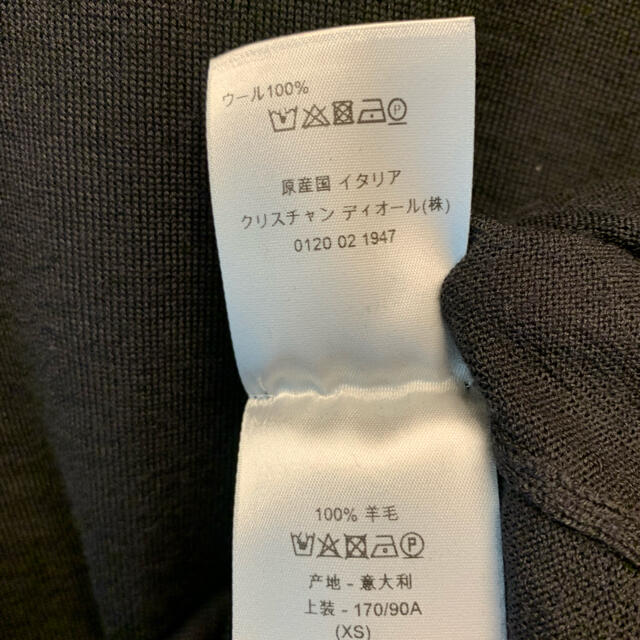 ウール100%
原産国 イタリア
クリスチャン ディオール(株)
0120 02 1947
100% 羊毛
产地 - 意大利
上装 - 170/90A
(XS)